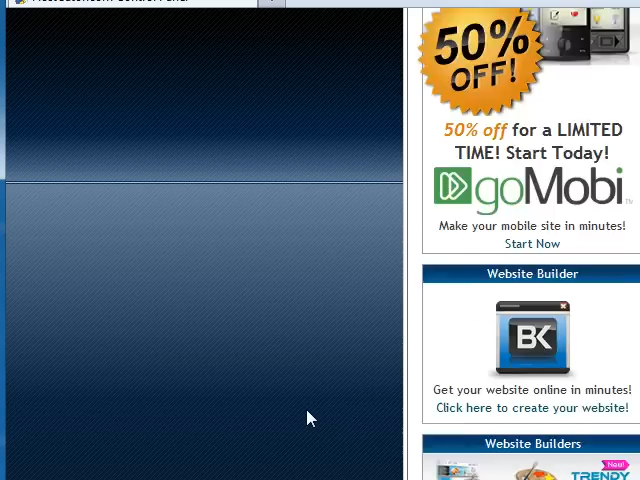 50%
OFF!
50% off for a LIMITED
TIME! Start Today!
goMobi
Make your mobile site in minutes!
Start Now
Website Builder
BK
Get your website online in minutes!
Click here to create your website!
Website Builders
New!
TRENDY